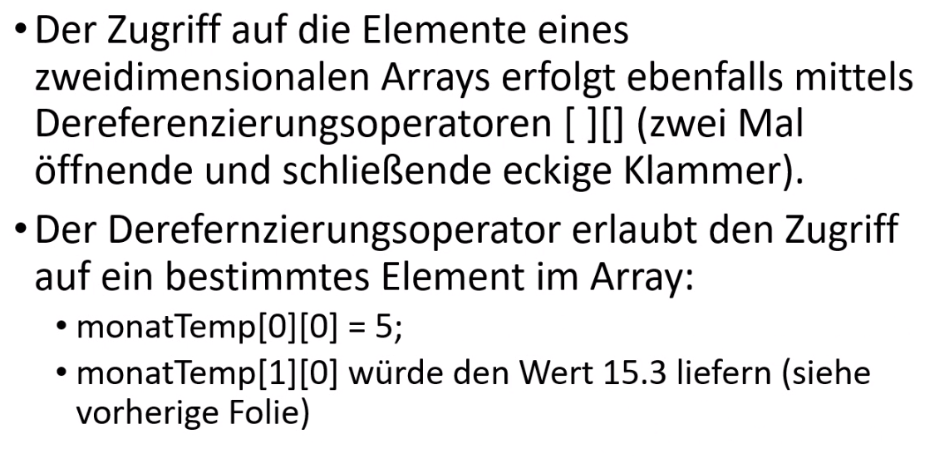 • Der Zugriff auf die Elemente eines
zweidimensionalen Arrays erfolgt ebenfalls mittels
Dereferenzierungsoperatoren [ ][] (zwei Mal
öffnende und schließende eckige Klammer).
• Der Derefernzierungsoperator erlaubt den Zugriff
auf ein bestimmtes Element im Array:
• monatTemp[0][0] = 5;
• monatTemp[1][0] würde den Wert 15.3 liefern (siehe
vorherige Folie)